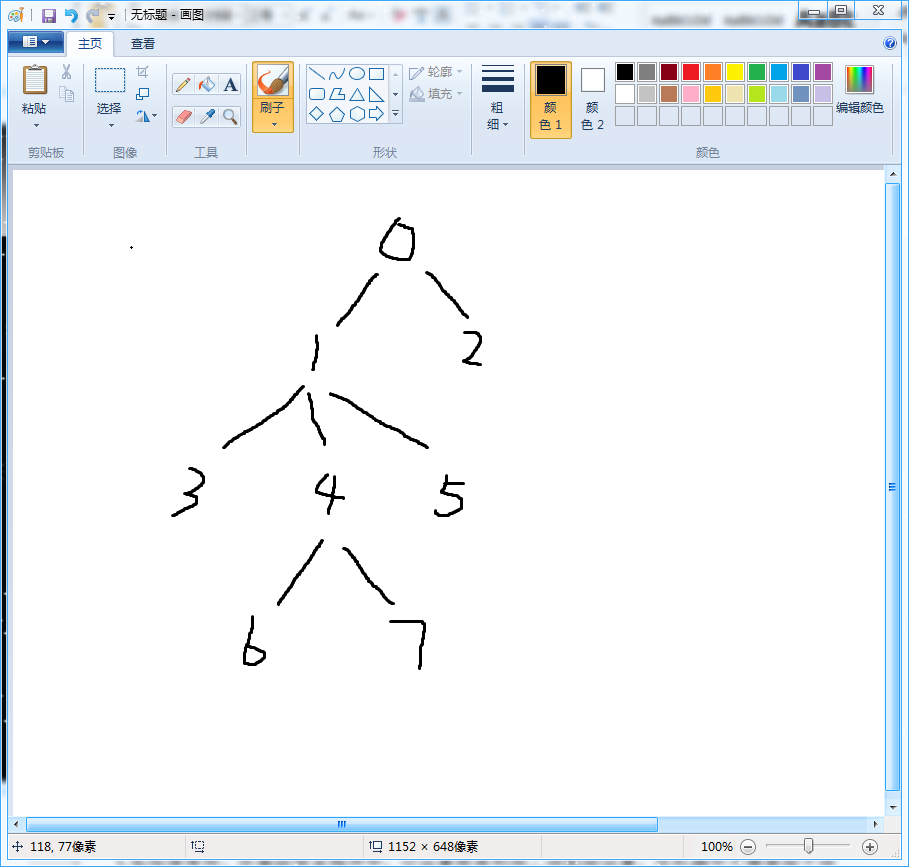 无标题 - 画图
主页 查看
粘贴 选择 A 刷子 轮廓 填充 粗细 颜色 1 颜色 2 编辑颜色
剪贴板 图像 工具 形状 颜色
0
1 2
3 4 5
6 7
118, 77像素 1152 × 648像素 100%